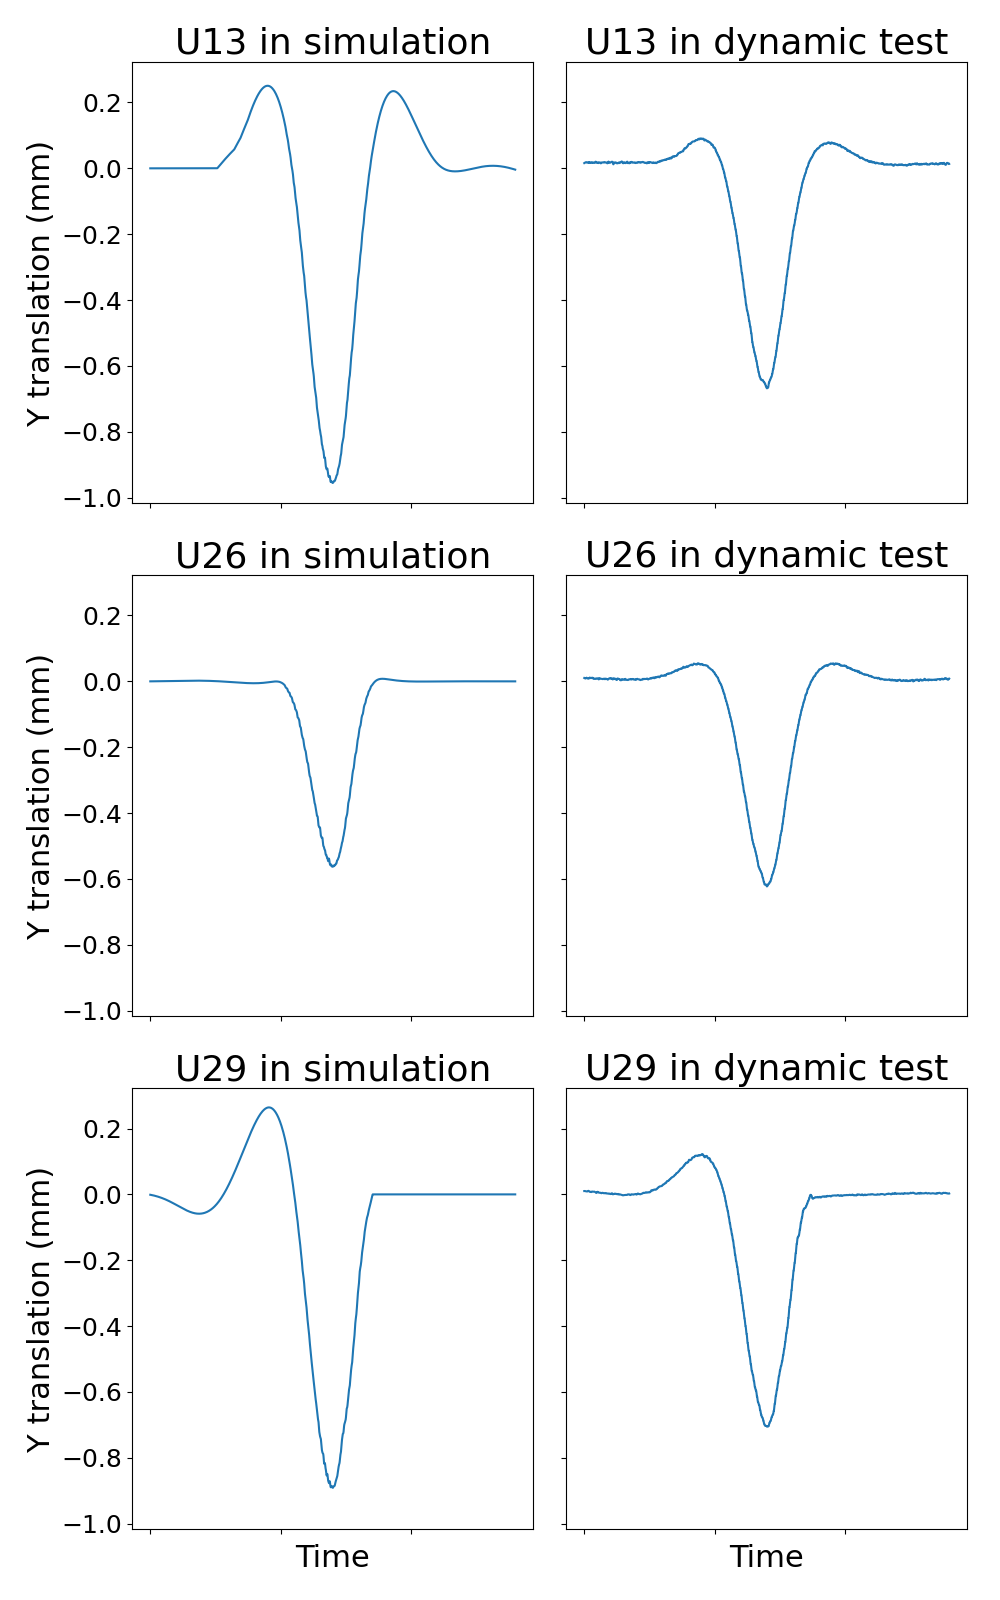 U13 in simulation
U13 in dynamic test
Y translation (mm)
0.2
0.0
−0.2
−0.4
−0.6
−0.8
−1.0
U26 in simulation
U26 in dynamic test
Y translation (mm)
0.2
0.0
−0.2
−0.4
−0.6
−0.8
−1.0
U29 in simulation
U29 in dynamic test
Y translation (mm)
0.2
0.0
−0.2
−0.4
−0.6
−0.8
−1.0
Time
Time